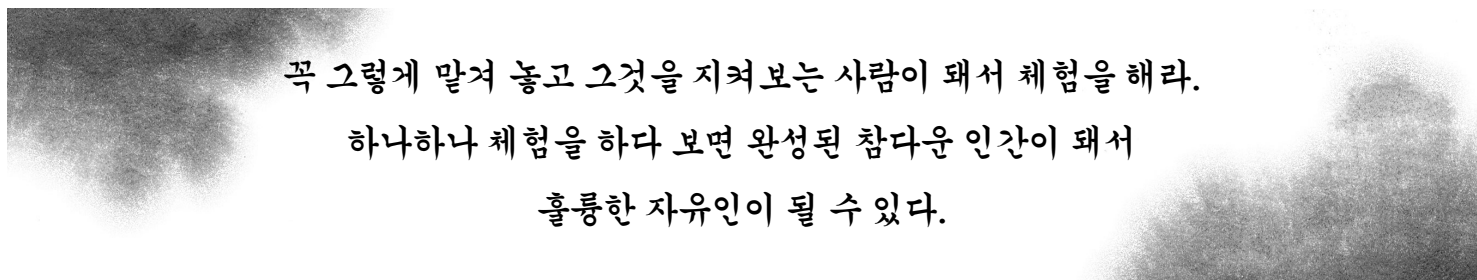 꼭 그렇게 맡겨 놓고 그것을 지켜보는 사람이 돼서 체험을 해라.
하나하나 체험을 하다 보면 완성된 참다운 인간이 돼서
훌륭한 자유인이 될 수 있다.